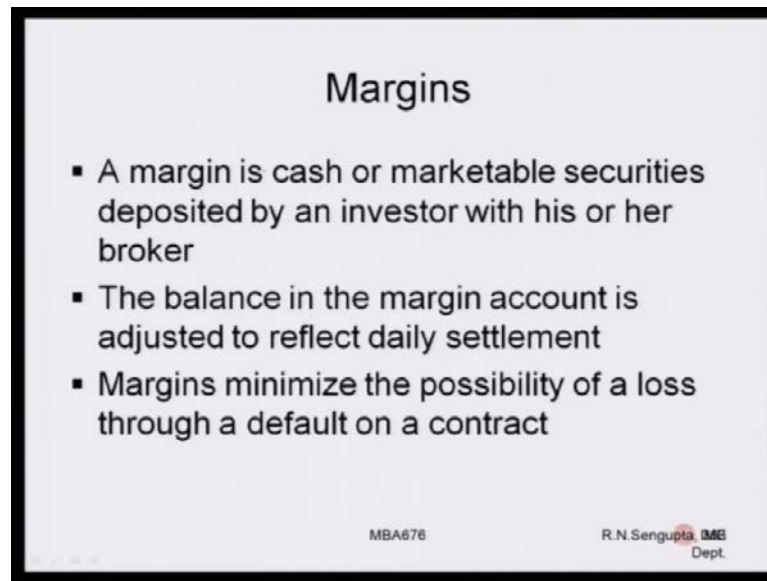 Margins
▪ A margin is cash or marketable securities
deposited by an investor with his or her
broker
▪ The balance in the margin account is
adjusted to reflect daily settlement
▪ Margins minimize the possibility of a loss
through a default on a contract
MBA676
R.N.Sengupta,
Dept.